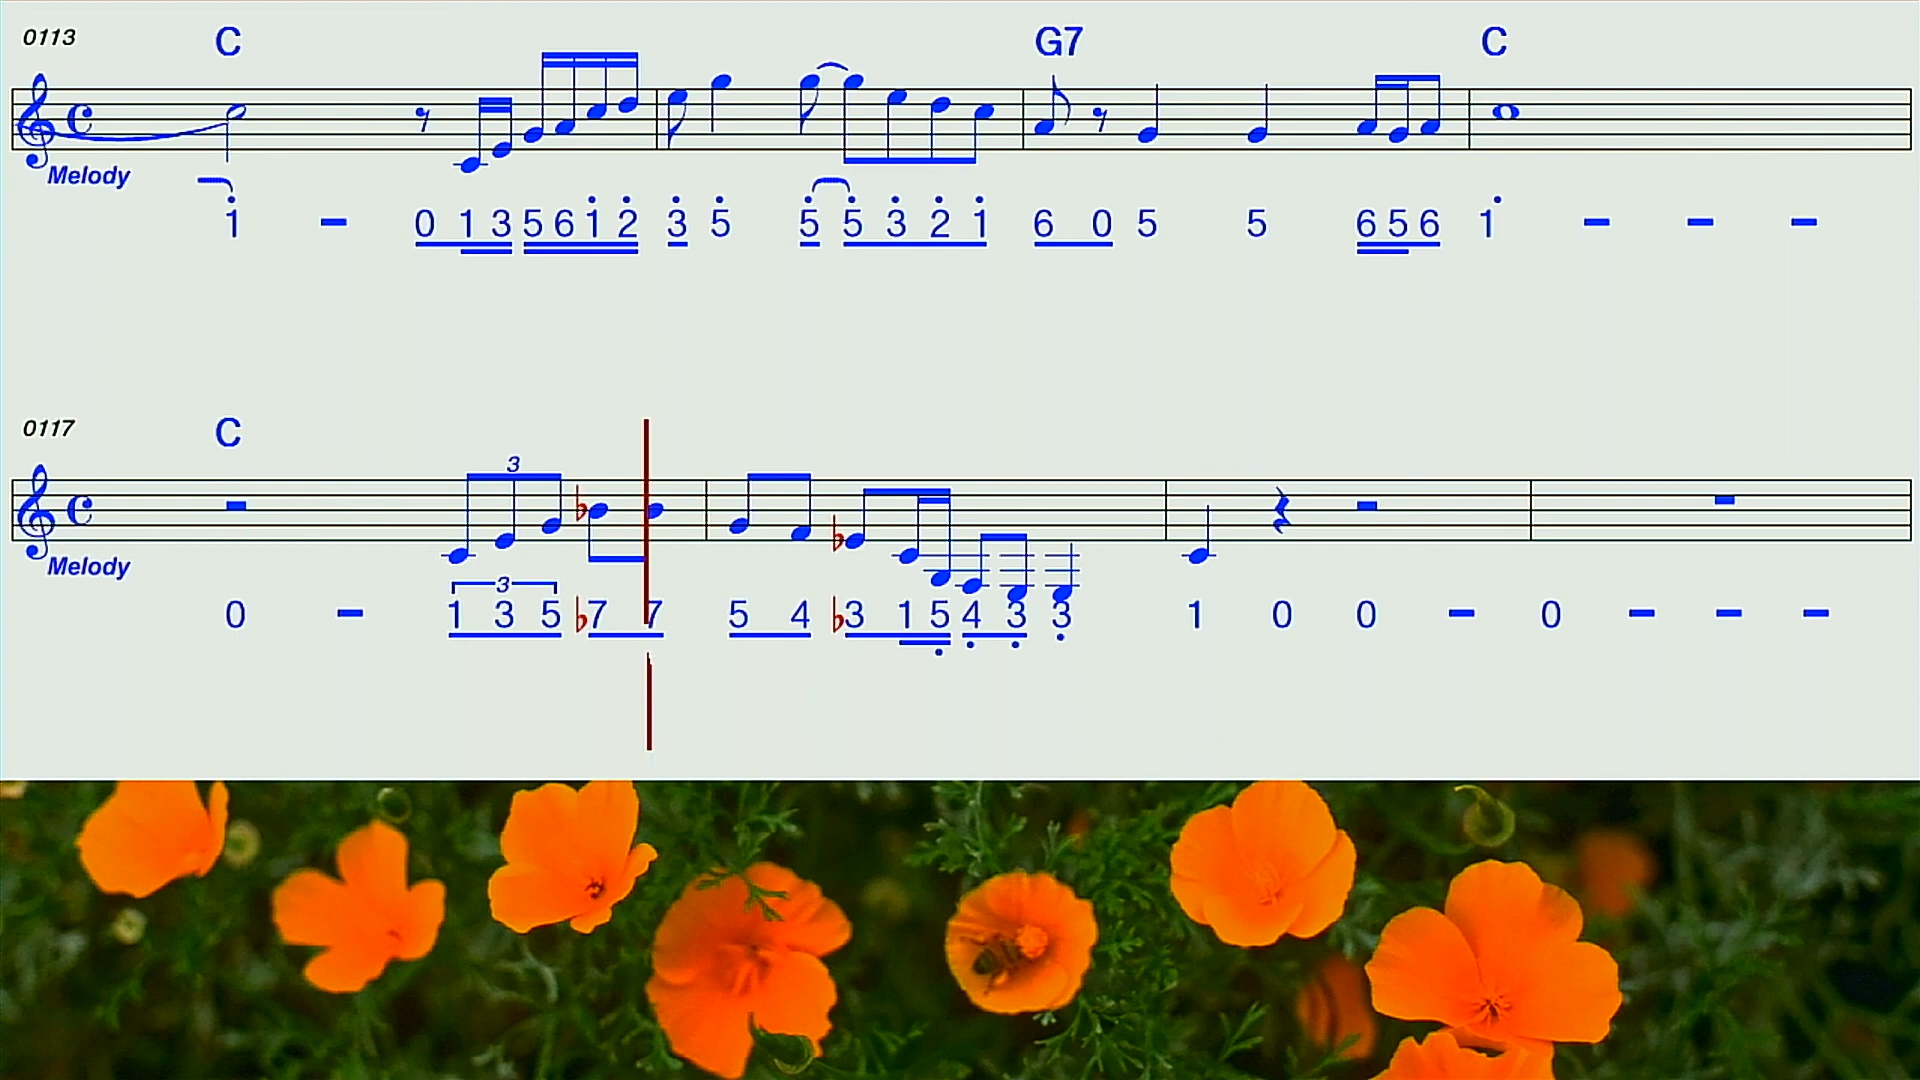 0113 C G7 C
Melody
1 - 0 1 3 5 6 1 2 3 5 5 5 3 2 1 6 0 5 5 6 5 6 1 - - -
0117 C
3
Melody
3
0 - 1 3 5 ♭7 7 5 4 ♭3 1 5 4 3 3 1 0 0 - 0 - - -